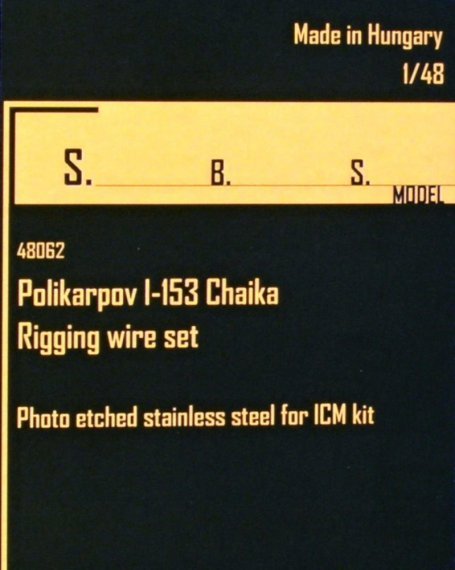 Made in Hungary
1/48
S. B. S.
MODEL
48062
Polikarpov I-153 Chaika
Rigging wire set
Photo etched stainless steel for ICM kit